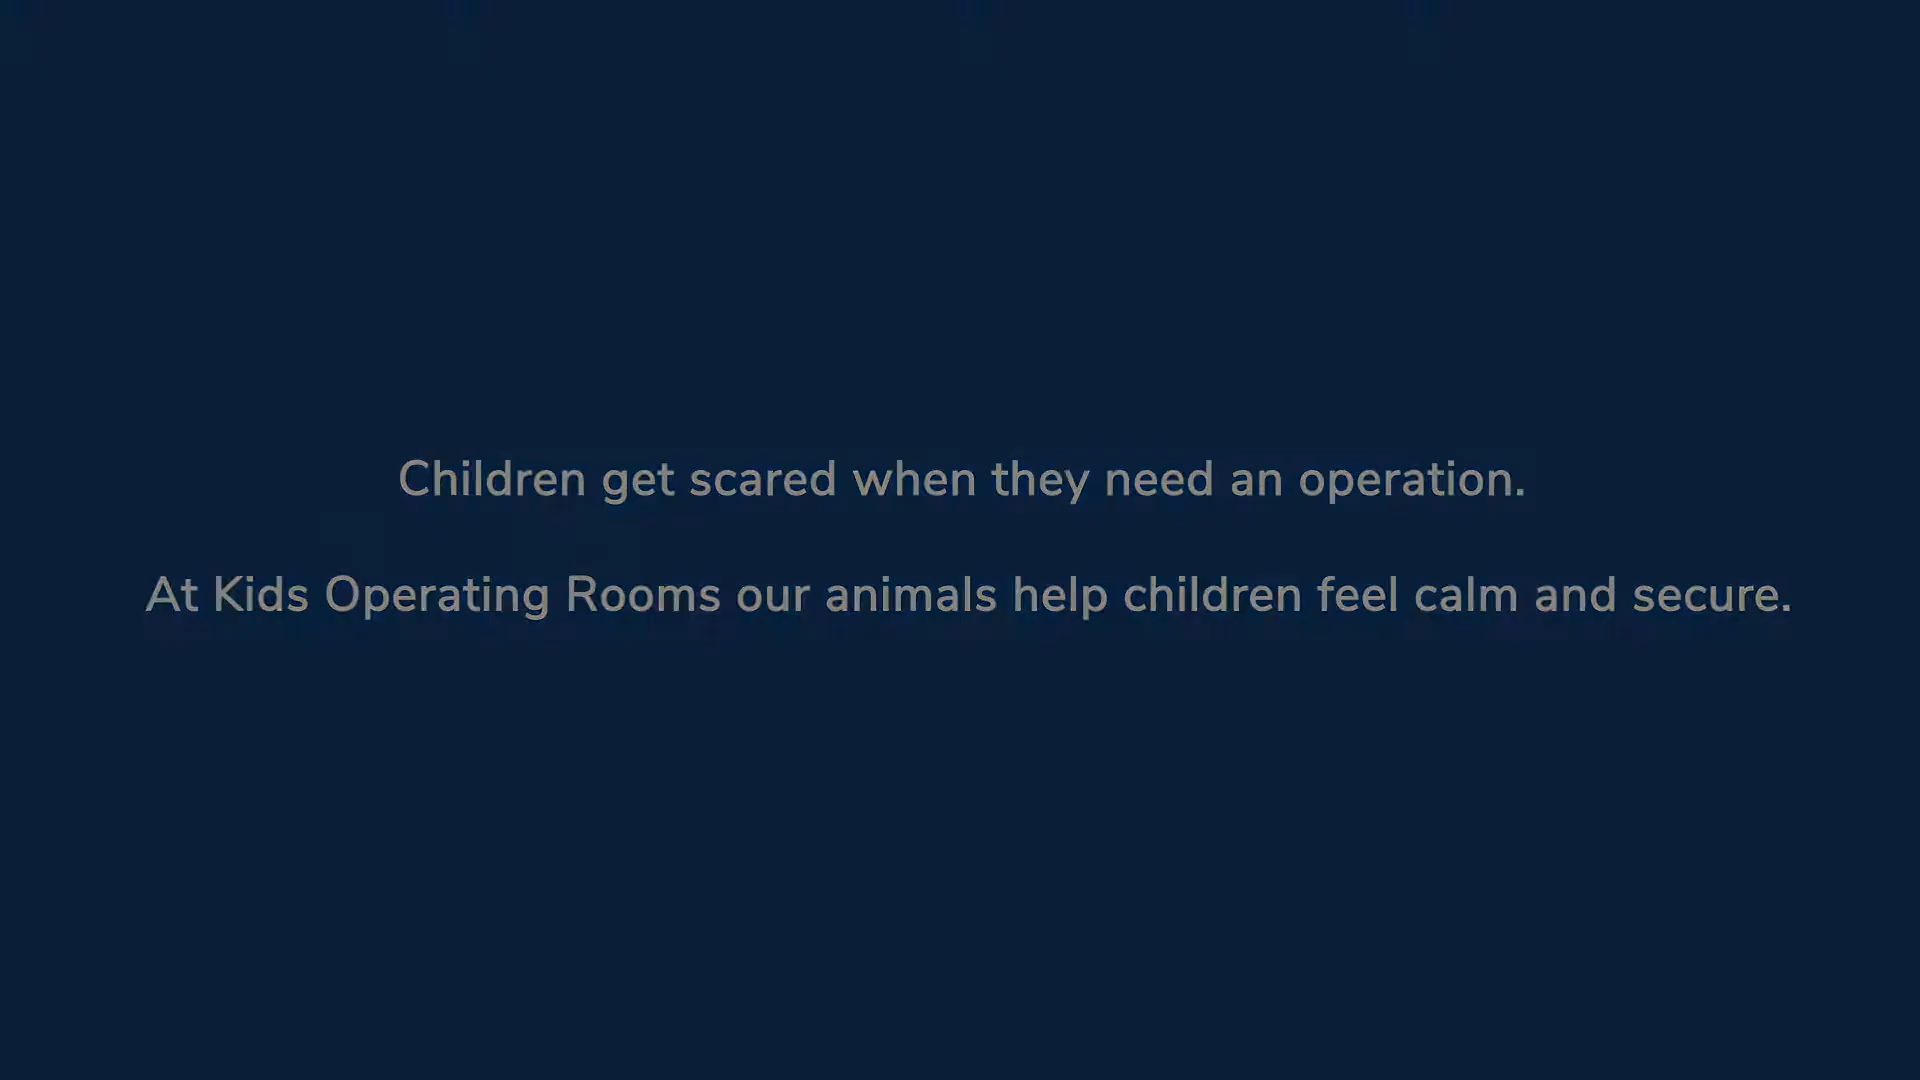 Children get scared when they need an operation.
At Kids Operating Rooms our animals help children feel calm and secure.